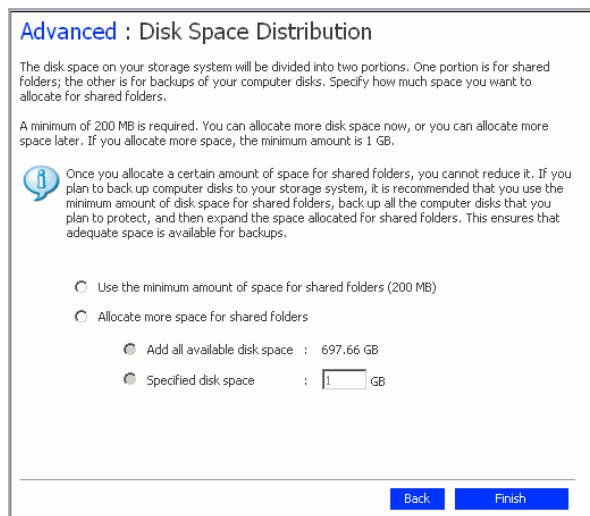 Advanced : Disk Space Distribution
The disk space on your storage system will be divided into two portions. One portion is for shared
folders; the other is for backups of your computer disks. Specify how much space you want to
allocate for shared folders.
A minimum of 200 MB is required. You can allocate more disk space now, or you can allocate more
space later. If you allocate more space, the minimum amount is 1 GB.
Once you allocate a certain amount of space for shared folders, you cannot reduce it. If you
plan to back up computer disks to your storage system, it is recommended that you use the
minimum amount of disk space for shared folders, back up all the computer disks that you
plan to protect, and then expand the space allocated for shared folders. This ensures that
adequate space is available for backups.
Use the minimum amount of space for shared folders (200 MB)
Allocate more space for shared folders
Add all available disk space : 697.66 GB
Specified disk space : 1 GB
Back Finish